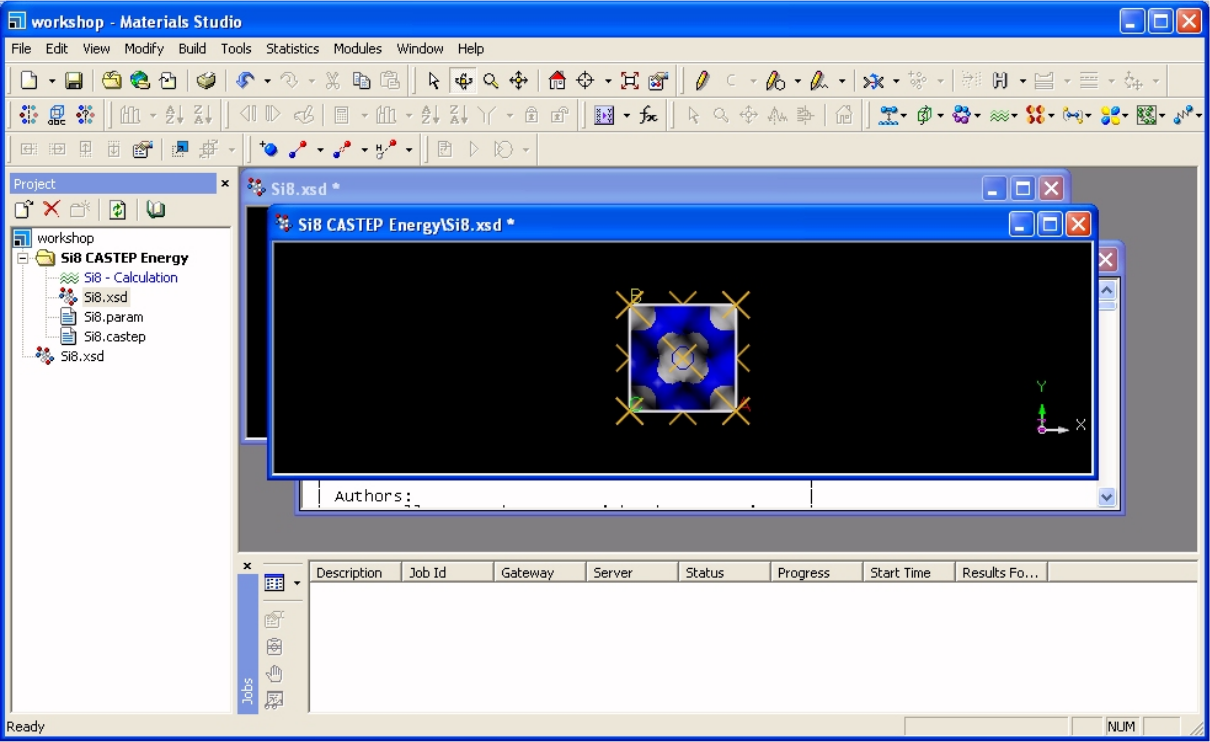 workshop - Materials Studio
File Edit View Modify Build Tools Statistics Modules Window Help
Project
workshop
Si8 CASTEP Energy
Si8 - Calculation
Si8.xsd
Si8.param
Si8.castep
Si8.xsd
Si8.xsd *
Si8 CASTEP Energy\Si8.xsd *
B
C
A
Y
Z
X
Authors:
Jobs
Description Job Id Gateway Server Status Progress Start Time Results Fo...
Ready
NUM